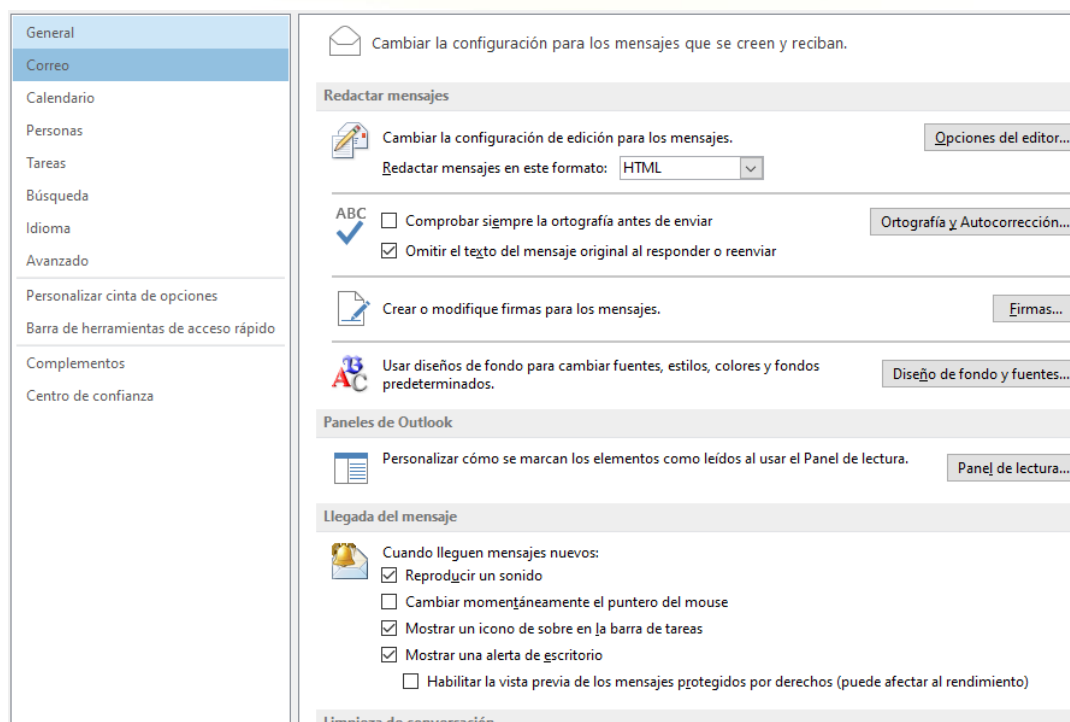 General
Correo
Calendario
Personas
Tareas
Búsqueda
Idioma
Avanzado
Personalizar cinta de opciones
Barra de herramientas de acceso rápido
Complementos
Centro de confianza
Cambiar la configuración para los mensajes que se creen y reciban.
Redactar mensajes
Cambiar la configuración de edición para los mensajes.
Opciones del editor...
Redactar mensajes en este formato: HTML
ABC
Comprobar siempre la ortografía antes de enviar
Ortografía y Autocorrección...
Omitir el texto del mensaje original al responder o reenviar
Crear o modifique firmas para los mensajes.
Firmas...
Usar diseños de fondo para cambiar fuentes, estilos, colores y fondos
predeterminados.
Diseño de fondo y fuentes...
Paneles de Outlook
Personalizar cómo se marcan los elementos como leídos al usar el Panel de lectura.
Panel de lectura...
Llegada del mensaje
Cuando lleguen mensajes nuevos:
Reproducir un sonido
Cambiar momentáneamente el puntero del mouse
Mostrar un icono de sobre en la barra de tareas
Mostrar una alerta de escritorio
Habilitar la vista previa de los mensajes protegidos por derechos (puede afectar al rendimiento)
Limpieza de conversación